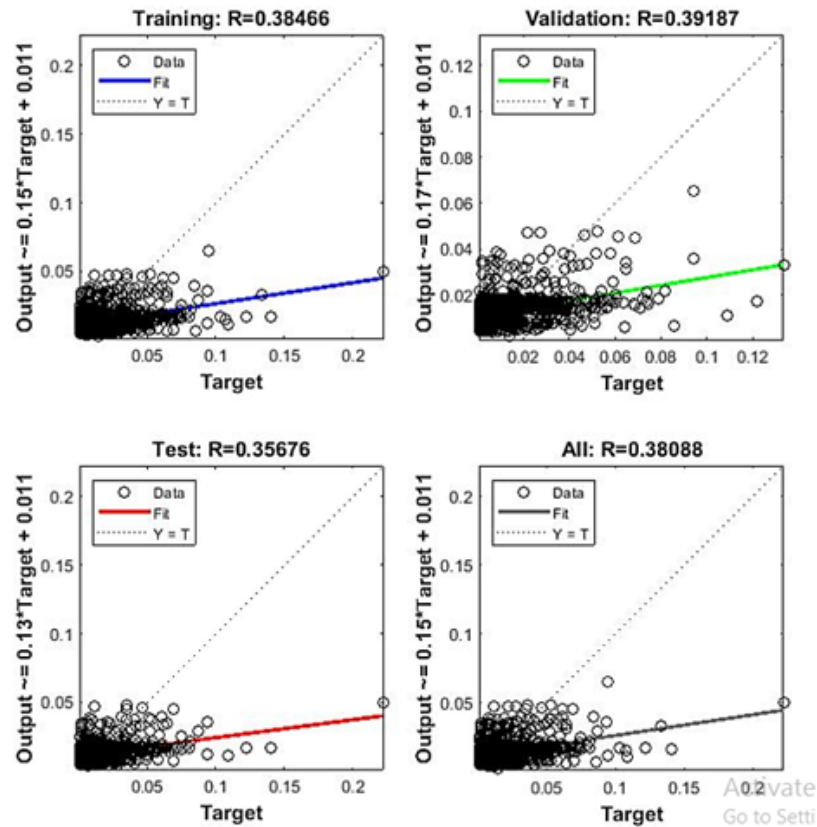 Training: R=0.38466
Output ~= 0.15*Target + 0.011
0.2
0.15
0.1
0.05
Data
Fit
Y = T
0.05 0.1 0.15 0.2
Target
Validation: R=0.39187
Output ~= 0.17*Target + 0.011
0.12
0.1
0.08
0.06
0.04
0.02
Data
Fit
Y = T
0.02 0.04 0.06 0.08 0.1 0.12
Target
Test: R=0.35676
Output ~= 0.13*Target + 0.011
0.2
0.15
0.1
0.05
Data
Fit
Y = T
0.05 0.1 0.15 0.2
Target
All: R=0.38088
Output ~= 0.15*Target + 0.011
0.2
0.15
0.1
0.05
Data
Fit
Y = T
0.05 0.1 0.15 0.2
Target
Activate
Go to Setti